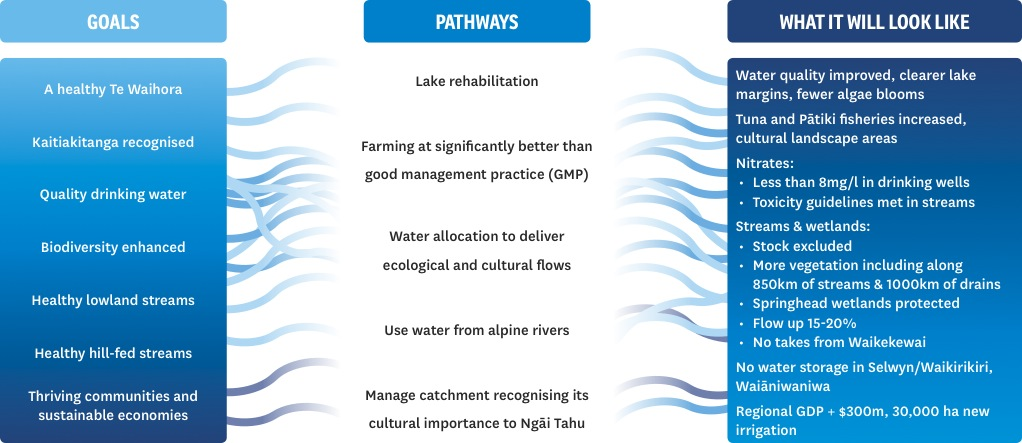 GOALS
A healthy Te Waihora
Kaitiakitanga recognised
Quality drinking water
Biodiversity enhanced
Healthy lowland streams
Healthy hill-fed streams
Thriving communities and
sustainable economies
PATHWAYS
Lake rehabilitation
Farming at significantly better than
good management practice (GMP)
Water allocation to deliver
ecological and cultural flows
Use water from alpine rivers
Manage catchment recognising its
cultural importance to Ngāi Tahu
WHAT IT WILL LOOK LIKE
Water quality improved, clearer lake
margins, fewer algae blooms
Tuna and Pātiki fisheries increased,
cultural landscape areas
Nitrates:
• Less than 8mg/l in drinking wells
• Toxicity guidelines met in streams
Streams & wetlands:
• Stock excluded
• More vegetation including along
850km of streams & 1000km of drains
• Springhead wetlands protected
• Flow up 15-20%
• No takes from Waikekewai
No water storage in Selwyn/Waikirikiri,
Waiāniwaniwa
Regional GDP + $300m, 30,000 ha new
irrigation